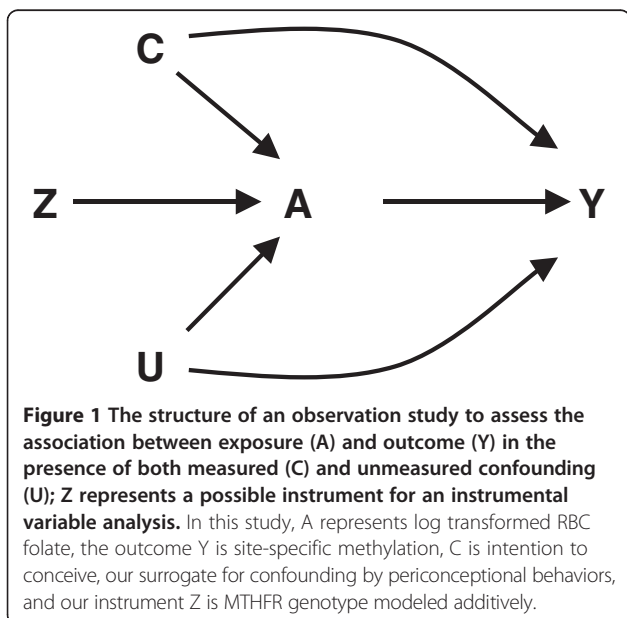 C
Z
A
Y
U
Figure 1 The structure of an observation study to assess the
association between exposure (A) and outcome (Y) in the
presence of both measured (C) and unmeasured confounding
(U); Z represents a possible instrument for an instrumental
variable analysis. In this study, A represents log transformed RBC
folate, the outcome Y is site-specific methylation, C is intention to
conceive, our surrogate for confounding by periconceptional behaviors,
and our instrument Z is MTHFR genotype modeled additively.